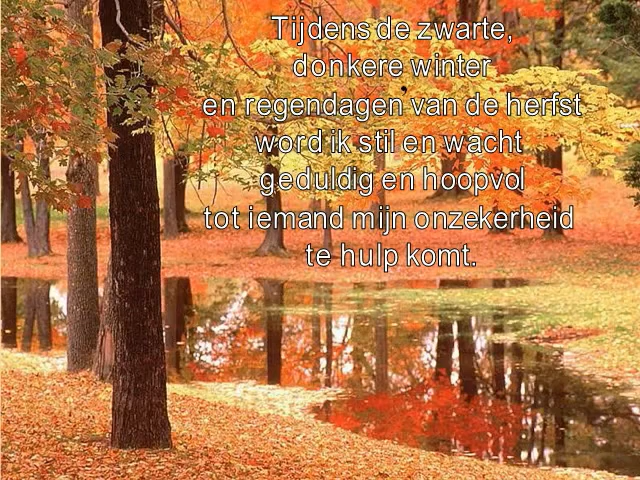 Tijdens de zwarte,
donkere winter
en regendagen van de herfst
word ik stil en wacht
geduldig en hoopvol
tot iemand mijn onzekerheid
te hulp komt.